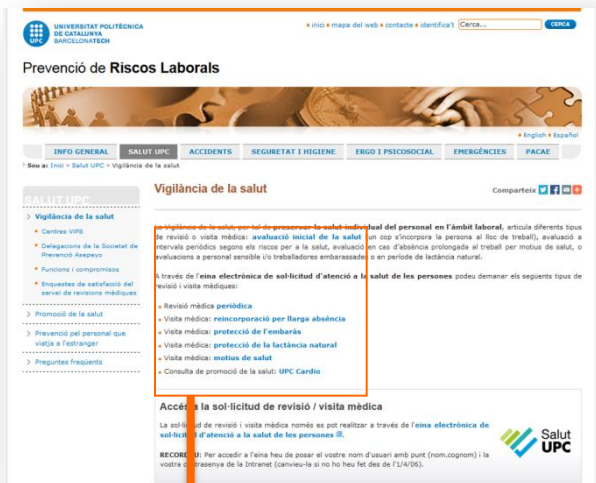 UNIVERSITAT POLITÈCNICA
DE CATALUNYA
BARCELONATECH
UPC
inici mapa del web contacte identifica't Cerca... CERCA
Prevenció de Riscos Laborals
English Español
INFO GENERAL SALUT UPC ACCIDENTS SEGURETAT I HIGIENE ERGO I PSICOSOCIAL EMERGÈNCIES PACAE
Sou a: Inici > Salut UPC > Vigilància de la salut
SALUT UPC
> Vigilància de la salut
Centres ViPS
Delegacions de la Societat de
Prevenció Asepeyo
Funcions i compromisos
Enquestes de satisfacció del
servei de revisions mèdiques
> Promoció de la salut
> Prevenció pel personal que
viatja a l'estranger
> Preguntes freqüents
Vigilància de la salut
Comparteix
La Vigilància de la salut, per tal de preservar la salut individual del personal en l'àmbit laboral, articula diferents tipus
de revisió o visita mèdica: avaluació inicial de la salut (un cop s'incorpora la persona al lloc de treball), avaluació a
intervals periòdics segons els riscos per a la salut, avaluació en cas d'absència prolongada al treball per motius de salut, o
avaluacions a personal sensible i/o treballadores embarassades o en període de lactància natural.
A través de l'eina electrònica de sol·licitud d'atenció a la salut de les persones podeu demanar els següents tipus de
revisió i visita mèdiques:
Revisió mèdica periòdica
Visita mèdica: reincorporació per llarga absència
Visita mèdica: protecció de l'embaràs
Visita mèdica: protecció de la lactància natural
Visita mèdica: motius de salut
Consulta de promoció de la salut: UPC Cardio
Accés a la sol·licitud de revisió / visita mèdica
La sol·licitud de revisió i visita mèdica només es pot realitzar a través de l'eina electrònica de
sol·licitud d'atenció a la salut de les persones.
RECORDEU: Per accedir a l'eina heu de posar el vostre nom d'usuari amb punt (nom.cognom) i la
vostra contrasenya de la Intranet (canvieu-la si no ho heu fet des de l'1/4/06).
Salut
UPC